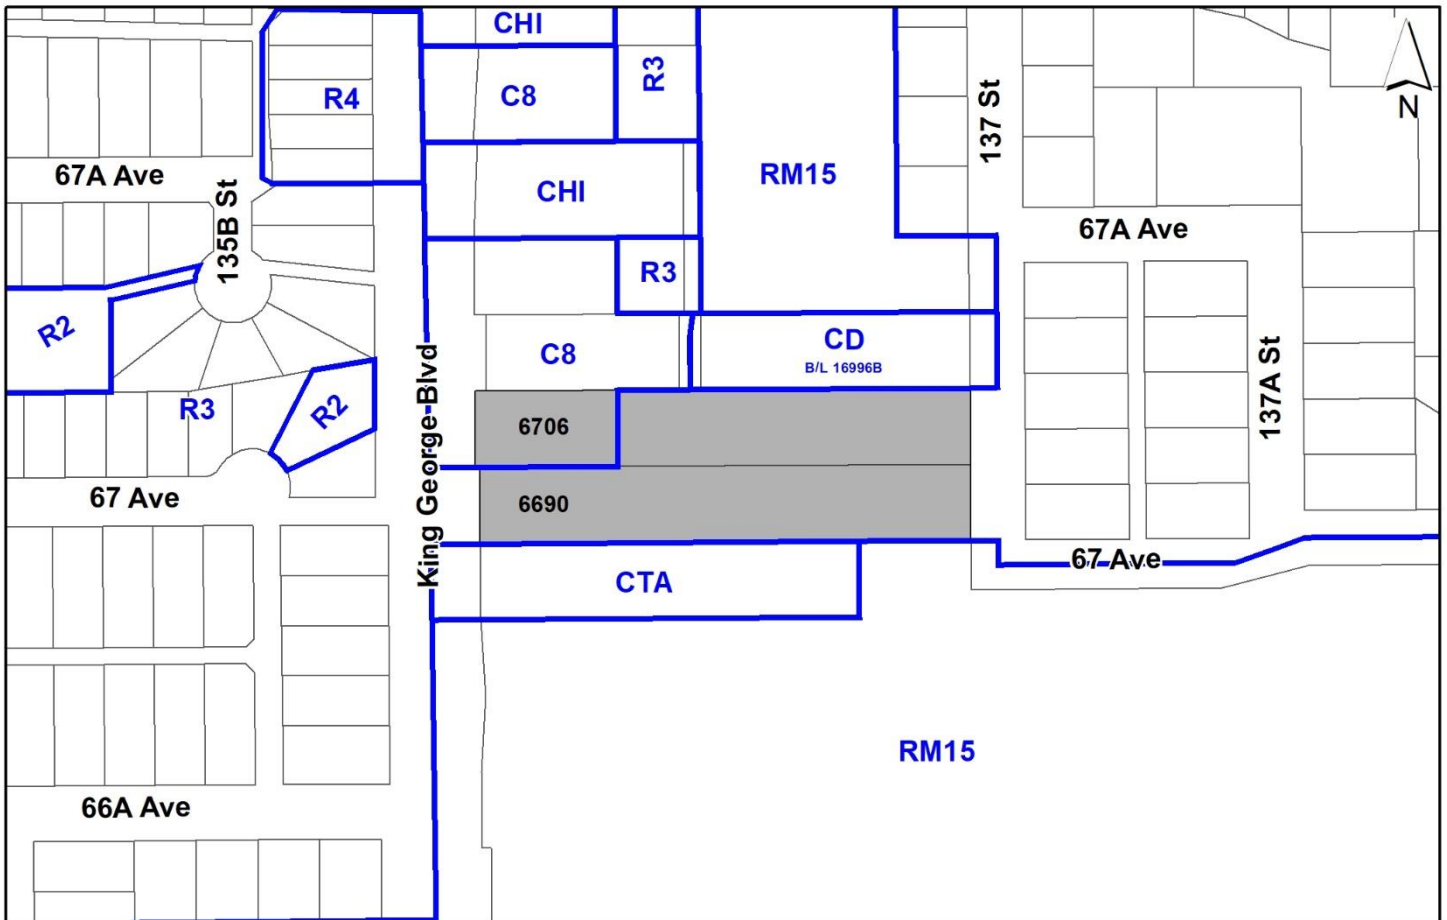 CHI
R3
C8
R4
137 St
N
67A Ave
RM15
CHI
135B St
67A Ave
R3
R2
C8
CD
B/L 16996B
King George Blvd
137A St
R3
R2
6706
67 Ave
6690
67 Ave
CTA
RM15
66A Ave